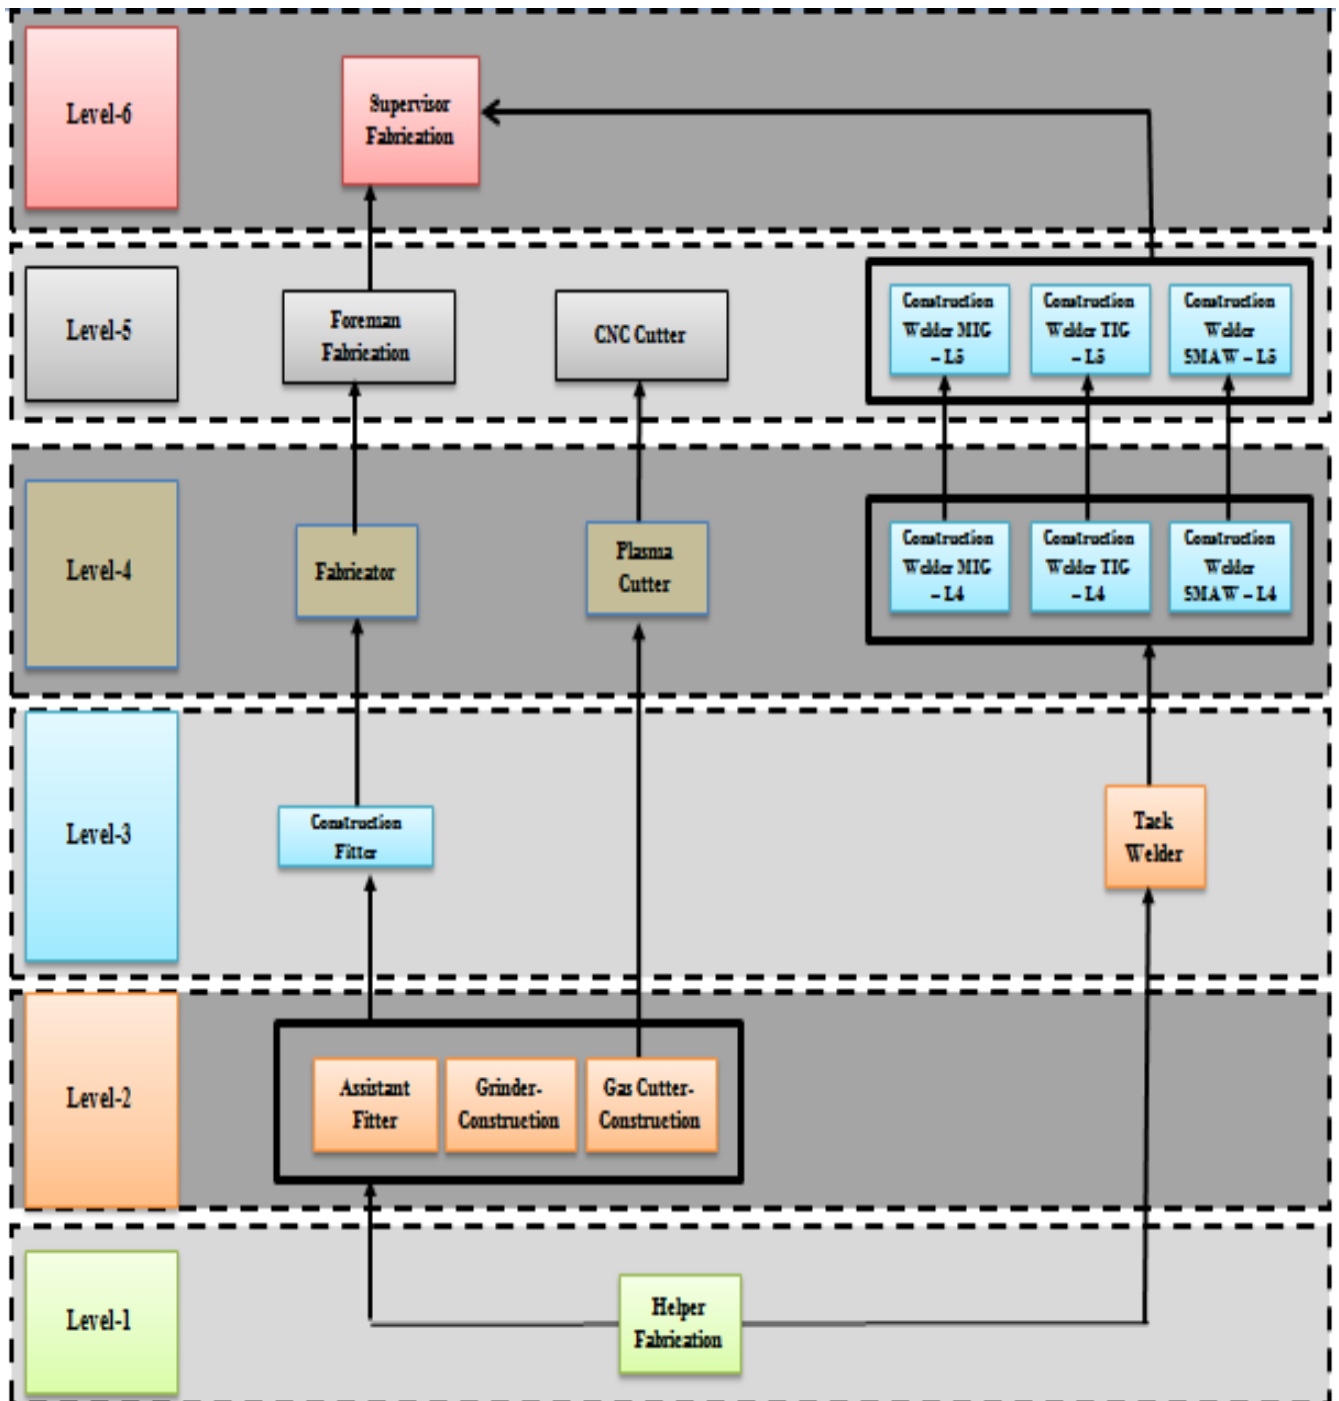 Level-6
Supervisor
Fabrication
Level-5
Foreman
Fabrication
CNC Cutter
Construction
Welder MIG
– L5
Construction
Welder TIG
– L5
Construction
Welder
SMAW – L5
Level-4
Fabricator
Plasma
Cutter
Construction
Welder MIG
– L4
Construction
Welder TIG
– L4
Construction
Welder
SMAW – L4
Level-3
Construction
Fitter
Tack
Welder
Level-2
Assistant
Fitter
Grinder-
Construction
Gas Cutter-
Construction
Level-1
Helper
Fabrication